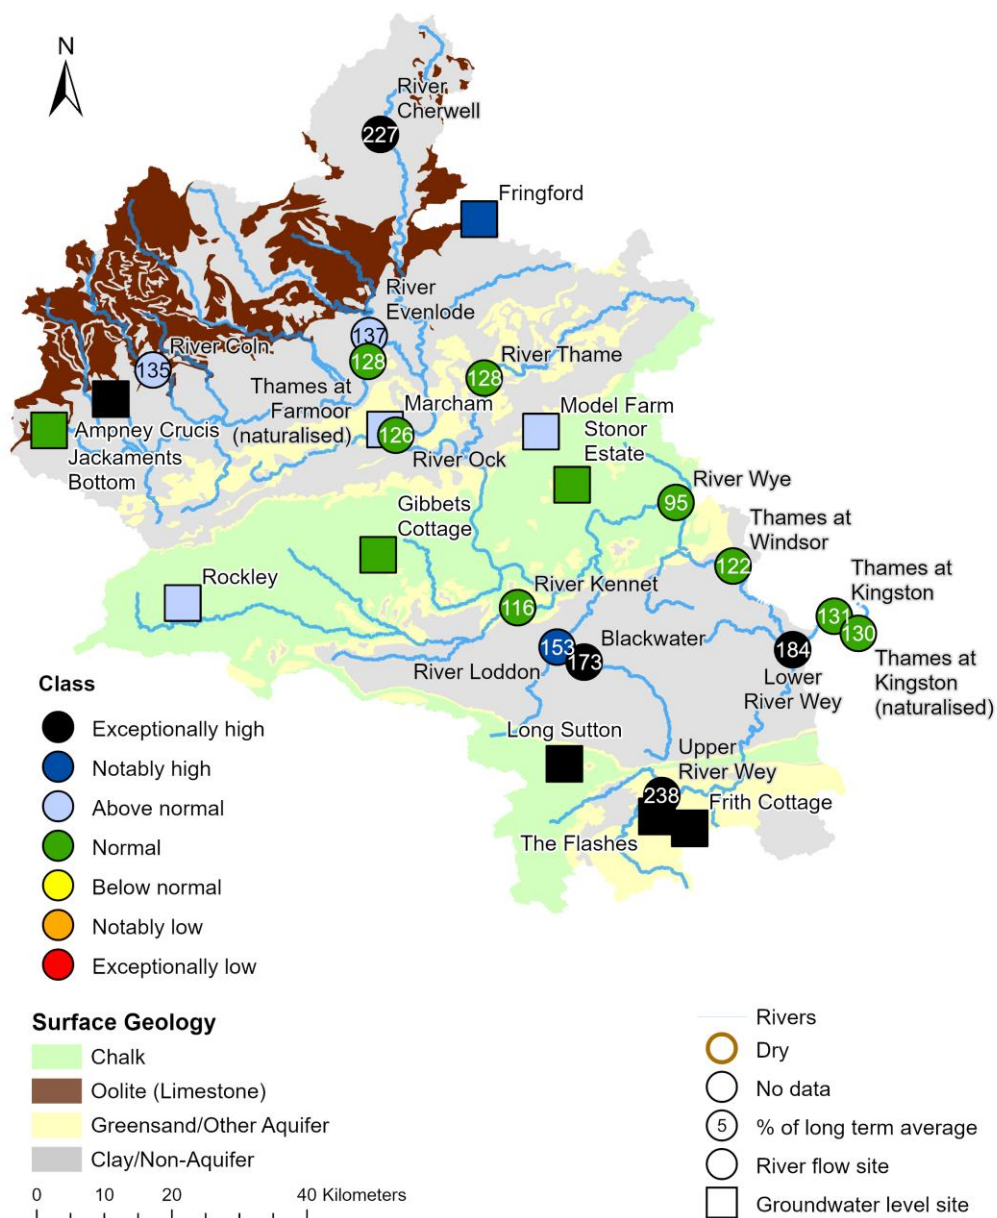 N
River
Cherwell
227
Fringford
River
Evenlode
137
River Coln
135
128
River Thame
128
Thames at
Farmoor
(naturalised)
Marcham
126
River Ock
Model Farm
Stonor
Estate
Ampney Crucis
Jackaments
Bottom
Gibbets
Cottage
River Wye
95
Thames at
Windsor
122
Rockley
River Kennet
116
Thames at
Kingston
131
130
Thames at
Kingston
(naturalised)
153
173
Blackwater
River Loddon
184
Lower
River Wey
Long Sutton
Upper
River Wey
238
Frith Cottage
The Flashes
Class
Exceptionally high
Notably high
Above normal
Normal
Below normal
Notably low
Exceptionally low
Surface Geology
Chalk
Oolite (Limestone)
Greensand/Other Aquifer
Clay/Non-Aquifer
0 10 20 40 Kilometers
Rivers
Dry
No data
5 % of long term average
River flow site
Groundwater level site